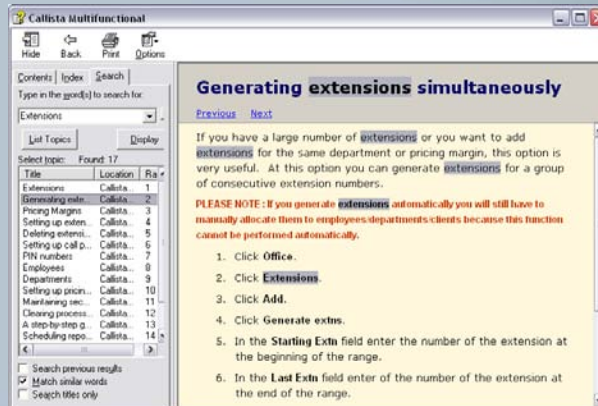 Callista Multifunctional
Hide Back Print Options
Contents Index Search
Type in the word(s) to search for:
Extensions
List Topics Display
Select topic: Found: 17
Title Location Ra
Extensions Callista... 1
Generating exte... Callista... 2
Pricing Margins Callista... 3
Setting up exten... Callista... 4
Deleting extensi... Callista... 5
Setting up call p... Callista... 6
PIN numbers Callista... 7
Employees Callista... 8
Departments Callista... 9
Setting up pricin... Callista... 10
Maintaining sec... Callista... 11
Clearing process... Callista... 12
A step-by-step g... Callista... 13
Scheduling repo... Callista... 14
Search previous results
Match similar words
Search titles only
Generating extensions simultaneously
Previous Next
If you have a large number of extensions or you want to add
extensions for the same department or pricing margin, this option is
very useful. At this option you can generate extensions for a group
of consecutive extension numbers.
PLEASE NOTE : If you generate extensions automatically you will still have to
manually allocate them to employees/departments/clients because this function
cannot be performed automatically.
1. Click Office.
2. Click Extensions.
3. Click Add.
4. Click Generate extns.
5. In the Starting Extn field enter the number of the extension at
the beginning of the range.
6. In the Last Extn field enter of the number of the extension at
the end of the range.